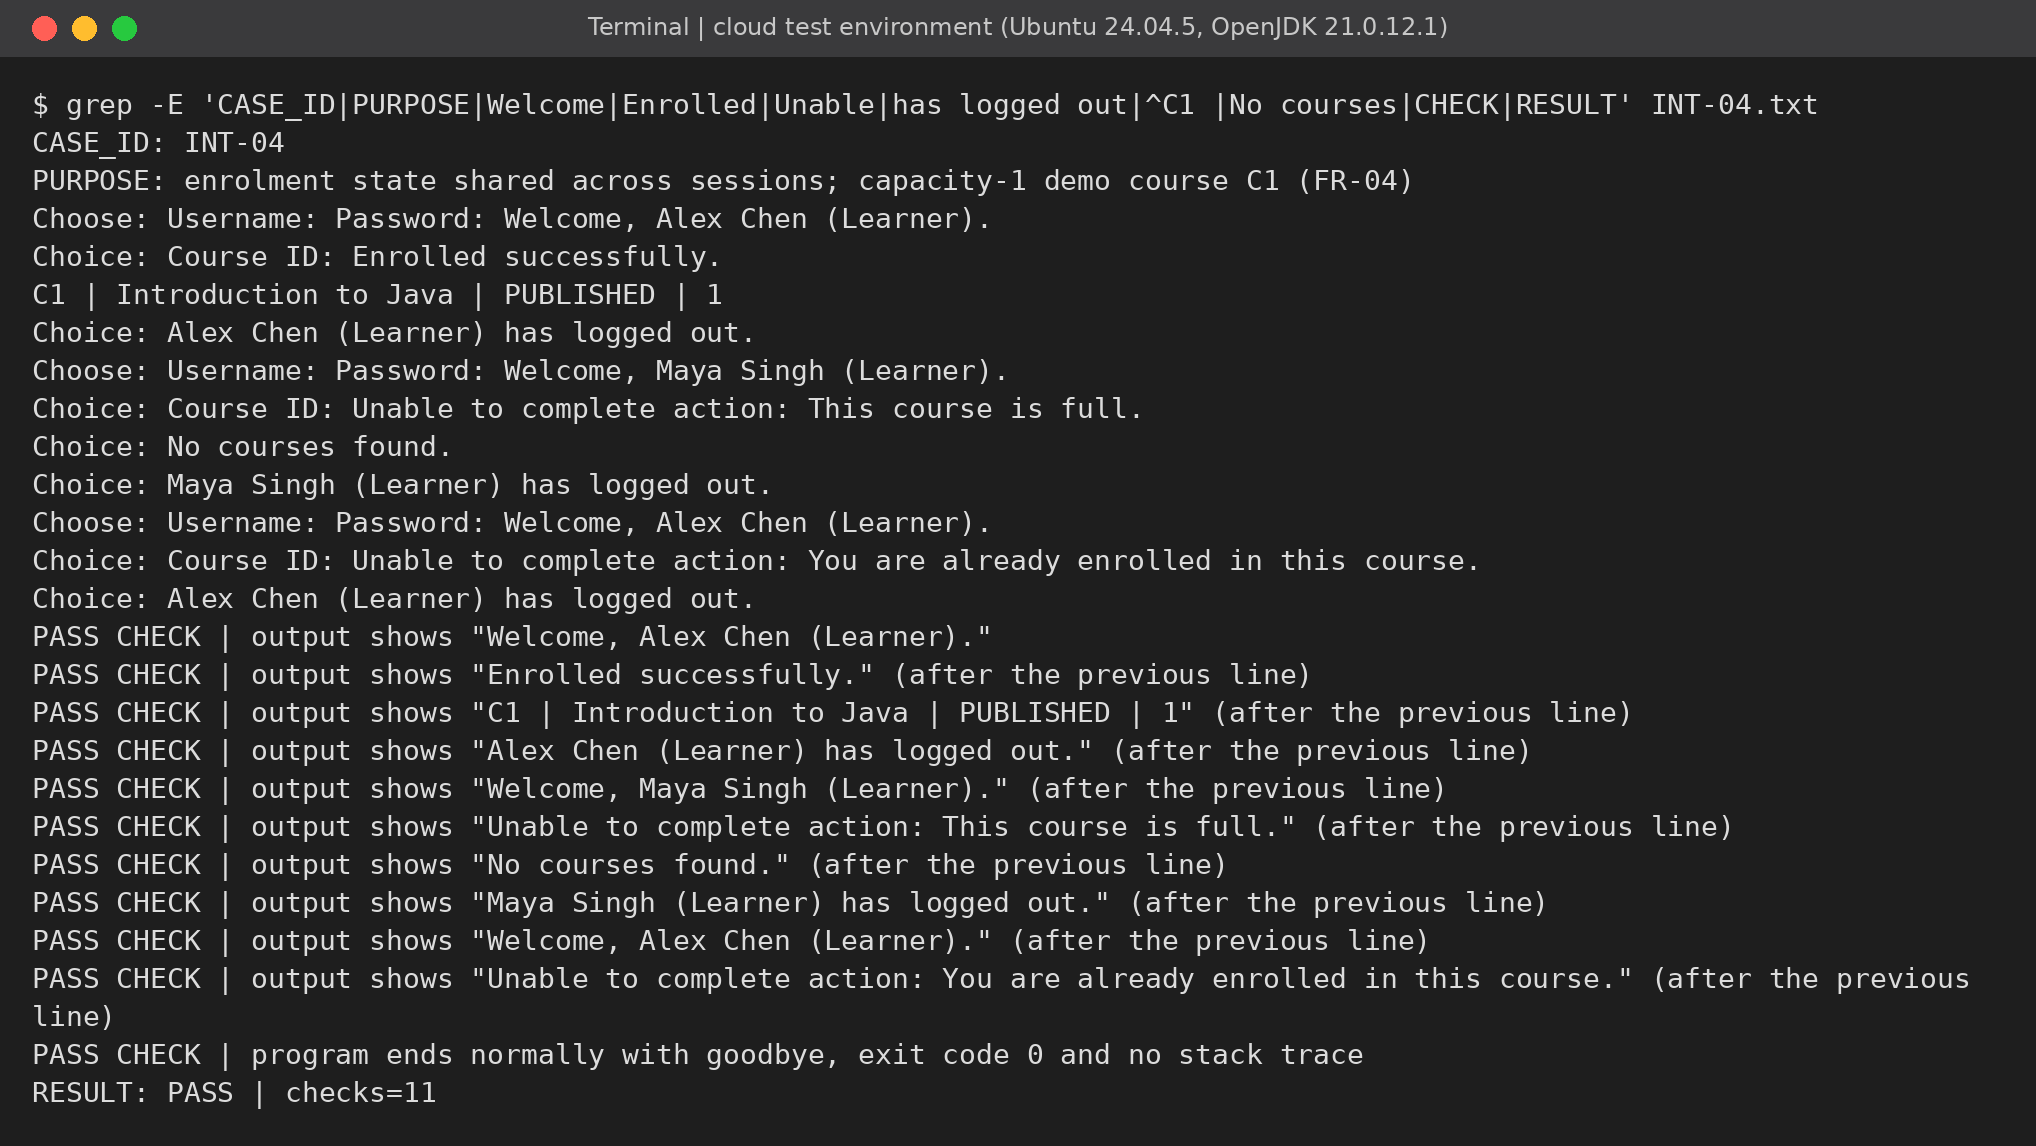 Terminal | cloud test environment (Ubuntu 24.04.5, OpenJDK 21.0.12.1)
$ grep -E 'CASE_ID|PURPOSE|Welcome|Enrolled|Unable|has logged out|^C1 |No courses|CHECK|RESULT' INT-04.txt
CASE_ID: INT-04
PURPOSE: enrolment state shared across sessions; capacity-1 demo course C1 (FR-04)
Choose: Username: Password: Welcome, Alex Chen (Learner).
Choice: Course ID: Enrolled successfully.
C1 | Introduction to Java | PUBLISHED | 1
Choice: Alex Chen (Learner) has logged out.
Choose: Username: Password: Welcome, Maya Singh (Learner).
Choice: Course ID: Unable to complete action: This course is full.
Choice: No courses found.
Choice: Maya Singh (Learner) has logged out.
Choose: Username: Password: Welcome, Alex Chen (Learner).
Choice: Course ID: Unable to complete action: You are already enrolled in this course.
Choice: Alex Chen (Learner) has logged out.
PASS CHECK | output shows "Welcome, Alex Chen (Learner)."
PASS CHECK | output shows "Enrolled successfully." (after the previous line)
PASS CHECK | output shows "C1 | Introduction to Java | PUBLISHED | 1" (after the previous line)
PASS CHECK | output shows "Alex Chen (Learner) has logged out." (after the previous line)
PASS CHECK | output shows "Welcome, Maya Singh (Learner)." (after the previous line)
PASS CHECK | output shows "Unable to complete action: This course is full." (after the previous line)
PASS CHECK | output shows "No courses found." (after the previous line)
PASS CHECK | output shows "Maya Singh (Learner) has logged out." (after the previous line)
PASS CHECK | output shows "Welcome, Alex Chen (Learner)." (after the previous line)
PASS CHECK | output shows "Unable to complete action: You are already enrolled in this course." (after the previous
line)
PASS CHECK | program ends normally with goodbye, exit code 0 and no stack trace
RESULT: PASS | checks=11